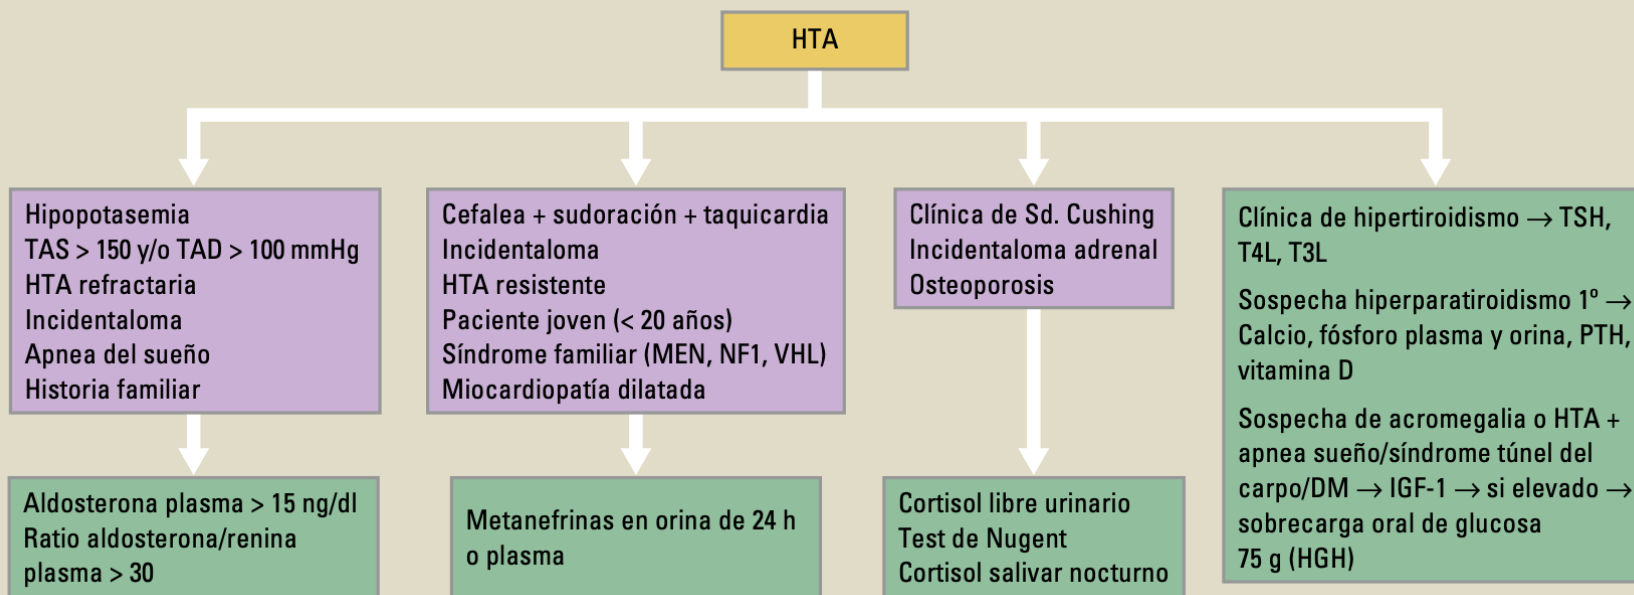 HTA
Hipopotasemia
TAS > 150 y/o TAD > 100 mmHg
HTA refractaria
Incidentaloma
Apnea del sueño
Historia familiar
Cefalea + sudoración + taquicardia
Incidentaloma
HTA resistente
Paciente joven (< 20 años)
Síndrome familiar (MEN, NF1, VHL)
Miocardiopatía dilatada
Clínica de Sd. Cushing
Incidentaloma adrenal
Osteoporosis
Clínica de hipertiroidismo → TSH,
T4L, T3L
Sospecha hiperparatiroidismo 1º →
Calcio, fósforo plasma y orina, PTH,
vitamina D
Sospecha de acromegalia o HTA +
apnea sueño/síndrome túnel del
carpo/DM → IGF-1 → si elevado →
sobrecarga oral de glucosa
75 g (HGH)
Aldosterona plasma > 15 ng/dl
Ratio aldosterona/renina
plasma > 30
Metanefrinas en orina de 24 h
o plasma
Cortisol libre urinario
Test de Nugent
Cortisol salivar nocturno